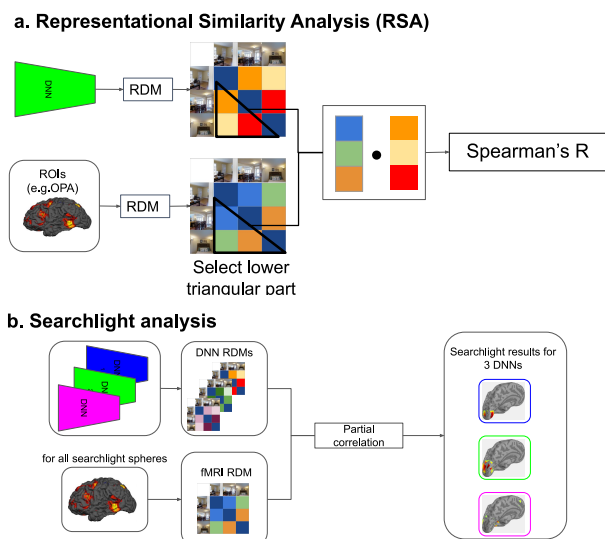 a. Representational Similarity Analysis (RSA)
DNN
RDM
ROIs
(e.g.OPA)
RDM
Select lower
triangular part
Spearman's R
b. Searchlight analysis
DNN
DNN RDMs
for all searchlight spheres
fMRI RDM
Partial
correlation
Searchlight results for
3 DNNs